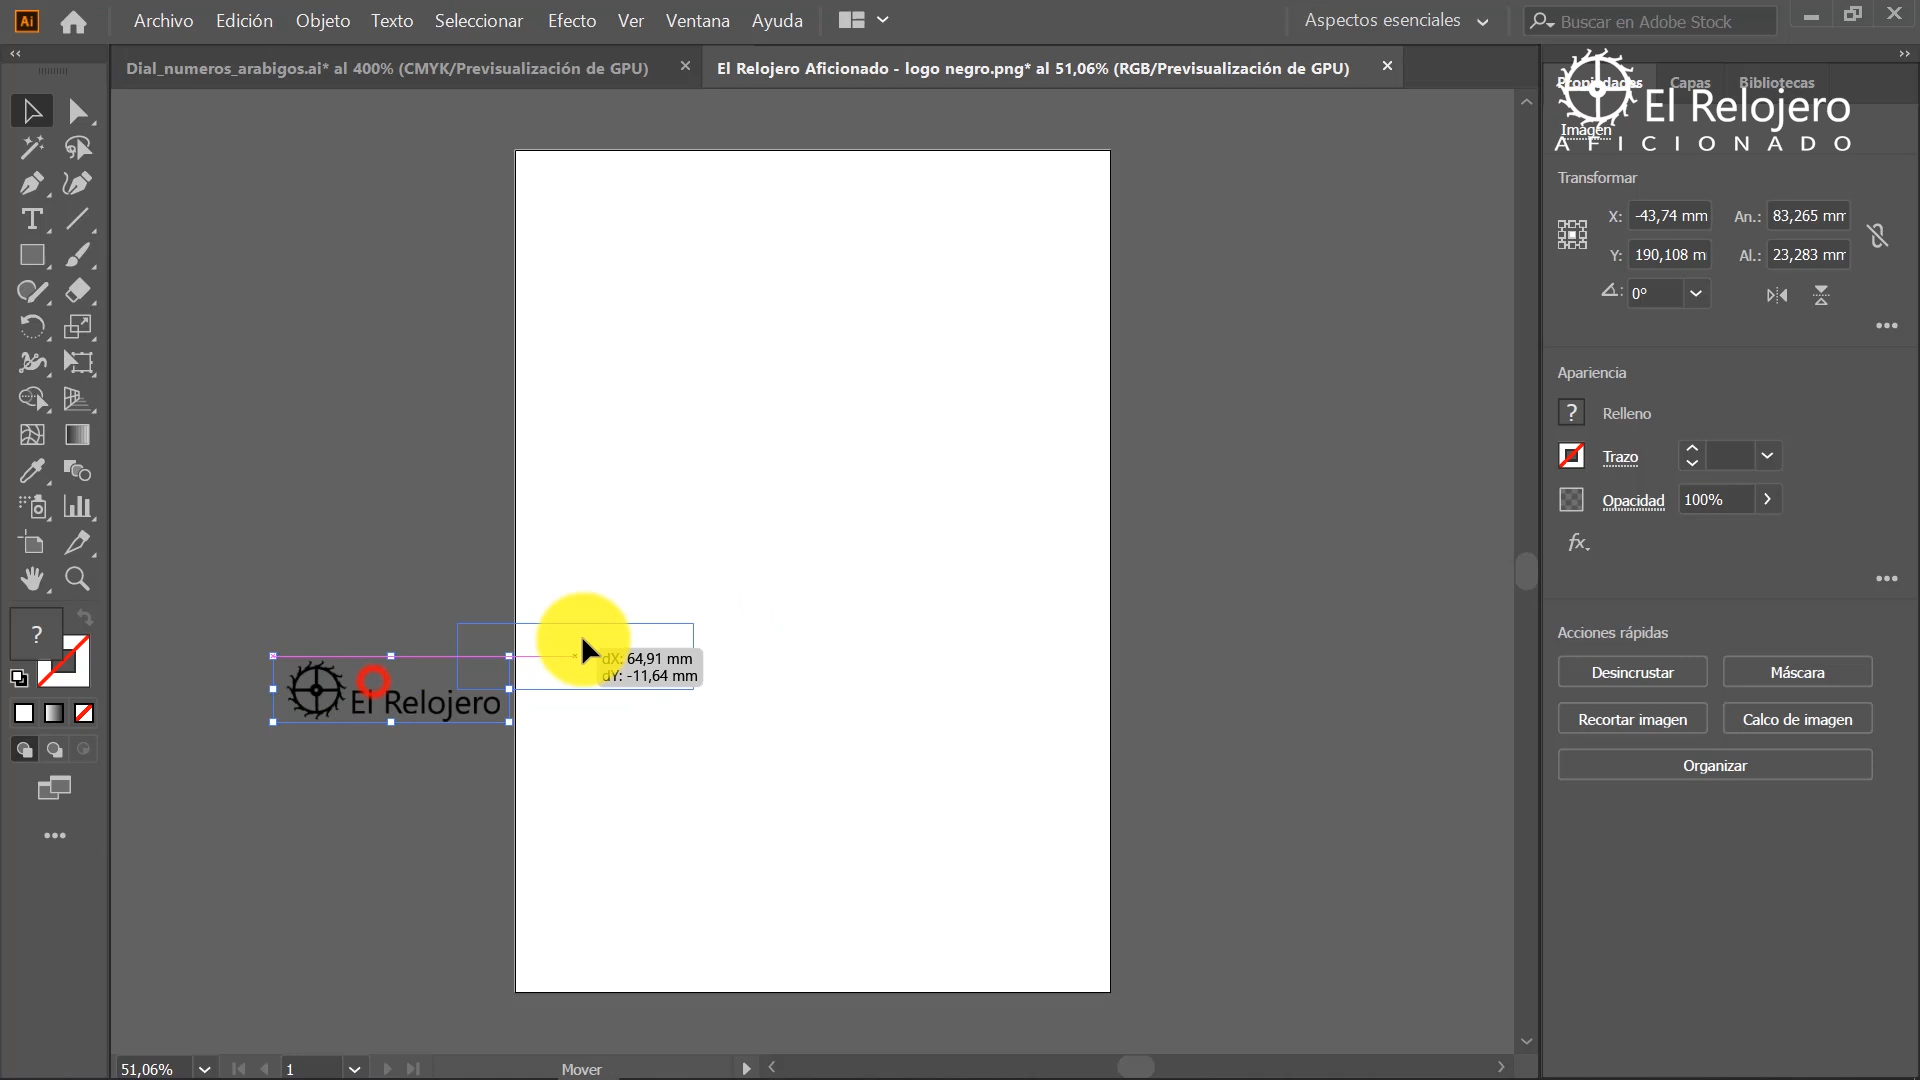 Ai Archivo Edición Objeto Texto Seleccionar Efecto Ver Ventana Ayuda Aspectos esenciales Buscar en Adobe Stock
Dial_numeros_arabigos.ai* al 400% (CMYK/Previsualización de GPU) El Relojero Aficionado - logo negro.png* al 51,06% (RGB/Previsualización de GPU)
Propiedades Capas Bibliotecas
El Relojero
Imagen
AFICIONADO
Transformar
X: -43,74 mm An.: 83,265 mm
Y: 190,108 m Al.: 23,283 mm
0°
Apariencia
? Relleno
Trazo
Opacidad 100%
fx.
Acciones rápidas
Desincrustar Máscara
Recortar imagen Calco de imagen
Organizar
T
?
dX: 64,91 mm
dY: -11,64 mm
El Relojero
51,06% 1 Mover